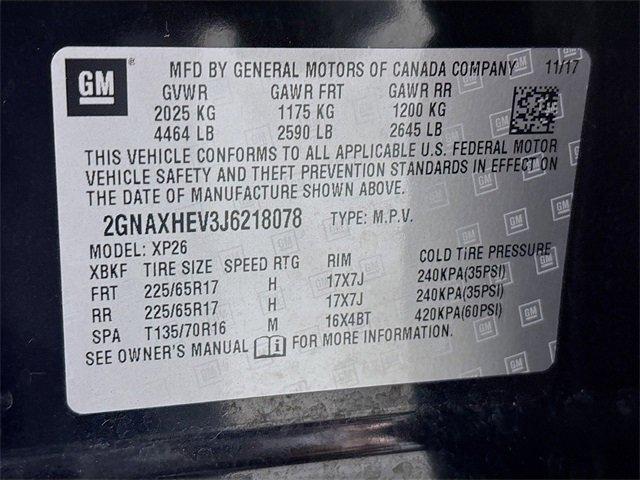 GM ® MFD BY GENERAL MOTORS OF CANADA COMPANY 11/17
GVWR GAWR FRT GAWR RR
2025 KG 1175 KG 1200 KG
4464 LB 2590 LB 2645 LB
THIS VEHICLE CONFORMS TO ALL APPLICABLE U.S. FEDERAL MOTOR
VEHICLE SAFETY AND THEFT PREVENTION STANDARDS IN EFFECT ON
THE DATE OF MANUFACTURE SHOWN ABOVE.
2GNAXHEV3J6218078 TYPE: M.P.V.
MODEL: XP26
XBKF TIRE SIZE SPEED RTG RIM COLD TIRE PRESSURE
FRT 225/65R17 H 17X7J 240KPA(35PSI)
RR 225/65R17 H 17X7J 240KPA(35PSI)
SPA T135/70R16 M 16X4BT 420KPA(60PSI)
SEE OWNER'S MANUAL FOR MORE INFORMATION.